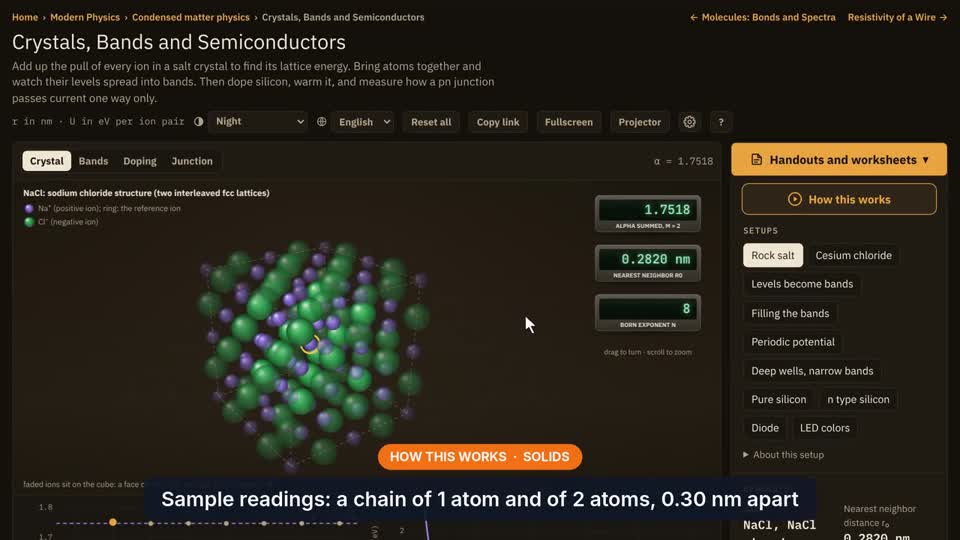 Home › Modern Physics › Condensed matter physics › Crystals, Bands and Semiconductors
← Molecules: Bonds and Spectra Resistivity of a Wire →
Crystals, Bands and Semiconductors
Add up the pull of every ion in a salt crystal to find its lattice energy. Bring atoms together and
watch their levels spread into bands. Then dope silicon, warm it, and measure how a pn junction
passes current one way only.
r in nm · U in eV per ion pair Night English Reset all Copy link Fullscreen Projector ?
Crystal Bands Doping Junction α = 1.7518
Handouts and worksheets ▾
NaCl: sodium chloride structure (two interleaved fcc lattices)
Na⁺ (positive ion); ring: the reference ion
Cl⁻ (negative ion)
1.7518
ALPHA SUMMED, M = 2
0.2820 nm
NEAREST NEIGHBOR R0
8
BORN EXPONENT N
drag to turn · scroll to zoom
How this works
SETUPS
Rock salt Cesium chloride
Levels become bands
Filling the bands
Periodic potential
Deep wells, narrow bands
Pure silicon n type silicon
Diode LED colors
▶ About this setup
HOW THIS WORKS · SOLIDS
faded ions sit on the cube: a face c
Sample readings: a chain of 1 atom and of 2 atoms, 0.30 nm apart
1.8
1.7
2
NaCl, NaCl
Nearest neighbor
distance r₀
0.2820 nm